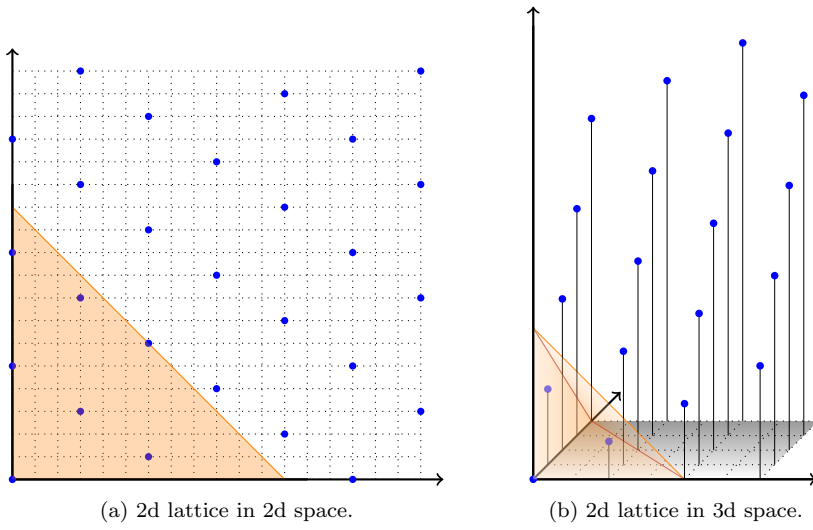 (a) 2d lattice in 2d space.
(b) 2d lattice in 3d space.